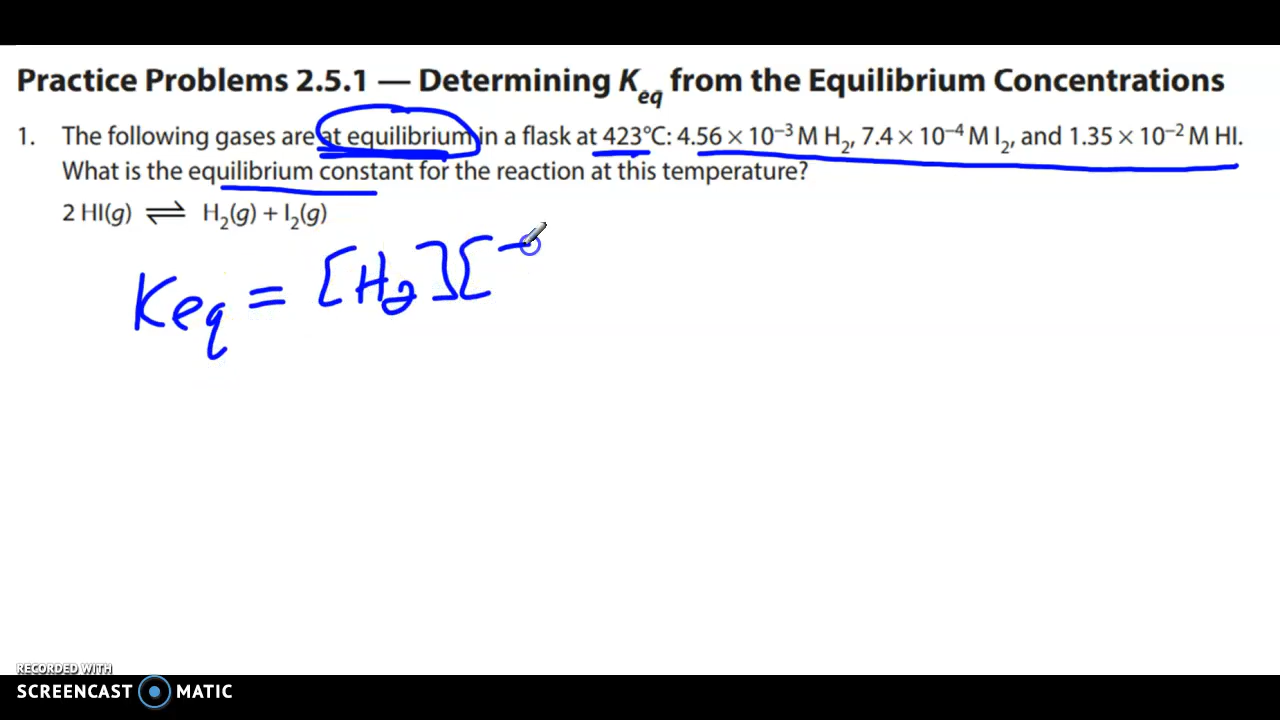 Practice Problems 2.5.1 — Determining Keq from the Equilibrium Concentrations
1. The following gases are at equilibrium in a flask at 423°C: 4.56 × 10⁻³ M H₂, 7.4 × 10⁻⁴ M I₂, and 1.35 × 10⁻² M HI.
What is the equilibrium constant for the reaction at this temperature?
2 HI(g) ⇌ H₂(g) + I₂(g)
Keq = [H₂][
RECORDED WITH
SCREENCAST MATIC